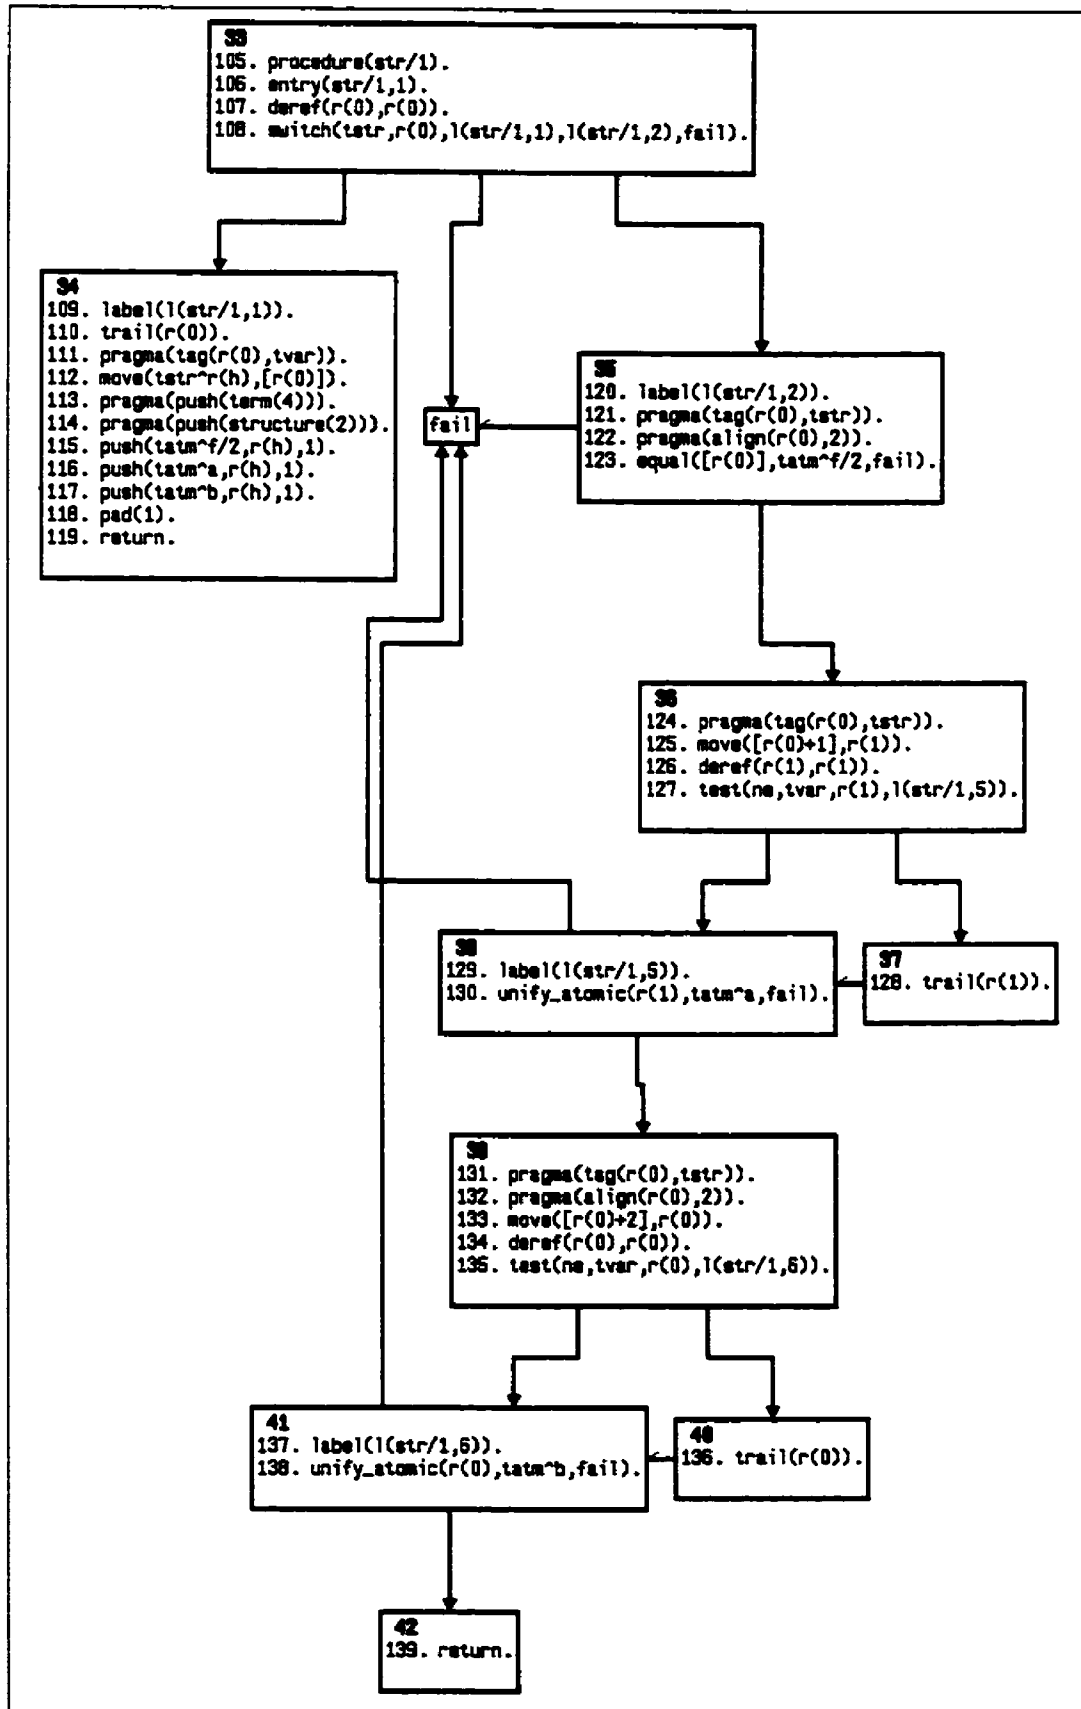 33
105. procedure(str/1).
106. entry(str/1,1).
107. deref(r(0),r(0)).
108. switch(tstr,r(0),l(str/1,1),l(str/1,2),fail).
34
109. label(l(str/1,1)).
110. trail(r(0)).
111. pragma(tag(r(0),tvar)).
112. move(tstr^r(h),[r(0)]).
113. pragma(push(term(4))).
114. pragma(push(structure(2))).
115. push(tatm^f/2,r(h),1).
116. push(tatm^a,r(h),1).
117. push(tatm^b,r(h),1).
118. pad(1).
119. return.
fail
35
120. label(l(str/1,2)).
121. pragma(tag(r(0),tstr)).
122. pragma(align(r(0),2)).
123. equal([r(0)],tatm^f/2,fail).
36
124. pragma(tag(r(0),tstr)).
125. move([r(0)+1],r(1)).
126. deref(r(1),r(1)).
127. test(ne,tvar,r(1),l(str/1,5)).
38
129. label(l(str/1,5)).
130. unify_atomic(r(1),tatm^a,fail).
37
128. trail(r(1)).
39
131. pragma(tag(r(0),tstr)).
132. pragma(align(r(0),2)).
133. move([r(0)+2],r(0)).
134. deref(r(0),r(0)).
135. test(ne,tvar,r(0),l(str/1,6)).
41
137. label(l(str/1,6)).
138. unify_atomic(r(0),tatm^b,fail).
40
136. trail(r(0)).
42
139. return.